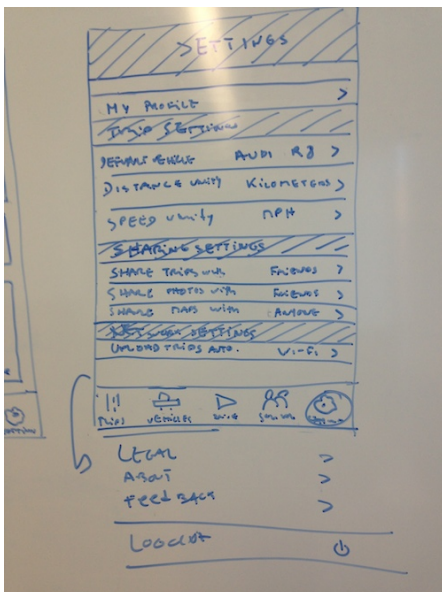 SETTINGS
MY PROFILE >
TRIP SETTINGS
DEFAULT VEHICLE AUDI R8 >
DISTANCE UNITY KILOMETERS >
SPEED UNITY MPH >
SHARING SETTINGS
SHARE TRIPS WITH FRIENDS >
SHARE PHOTOS WITH FRIENDS >
SHARE MAPS WITH ANYONE >
NETWORK SETTINGS
UPLOAD TRIPS AUTO. WI-FI >
TRIPS VEHICLES
LEGAL >
ABOUT >
FEEDBACK >
LOGOUT